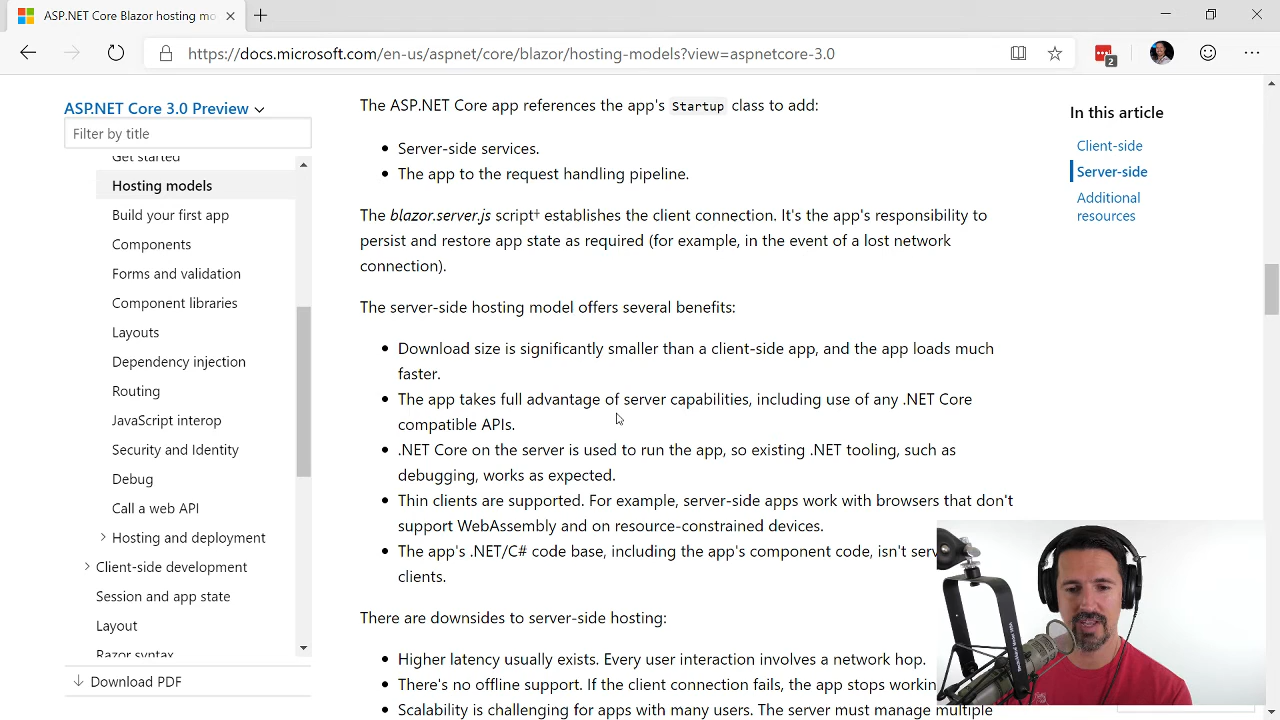 ASP.NET Core Blazor hosting mo
https://docs.microsoft.com/en-us/aspnet/core/blazor/hosting-models?view=aspnetcore-3.0
2
ASP.NET Core 3.0 Preview
Filter by title
Get started
Hosting models
Build your first app
Components
Forms and validation
Component libraries
Layouts
Dependency injection
Routing
JavaScript interop
Security and Identity
Debug
Call a web API
Hosting and deployment
Client-side development
Session and app state
Layout
Razor syntax
Download PDF
The ASP.NET Core app references the app's Startup class to add:
Server-side services.
The app to the request handling pipeline.
The blazor.server.js script† establishes the client connection. It's the app's responsibility to
persist and restore app state as required (for example, in the event of a lost network
connection).
The server-side hosting model offers several benefits:
Download size is significantly smaller than a client-side app, and the app loads much
faster.
The app takes full advantage of server capabilities, including use of any .NET Core
compatible APIs.
.NET Core on the server is used to run the app, so existing .NET tooling, such as
debugging, works as expected.
Thin clients are supported. For example, server-side apps work with browsers that don't
support WebAssembly and on resource-constrained devices.
The app's .NET/C# code base, including the app's component code, isn't serv
clients.
There are downsides to server-side hosting:
Higher latency usually exists. Every user interaction involves a network hop.
There's no offline support. If the client connection fails, the app stops workin
Scalability is challenging for apps with many users. The server must manage multiple
In this article
Client-side
Server-side
Additional
resources